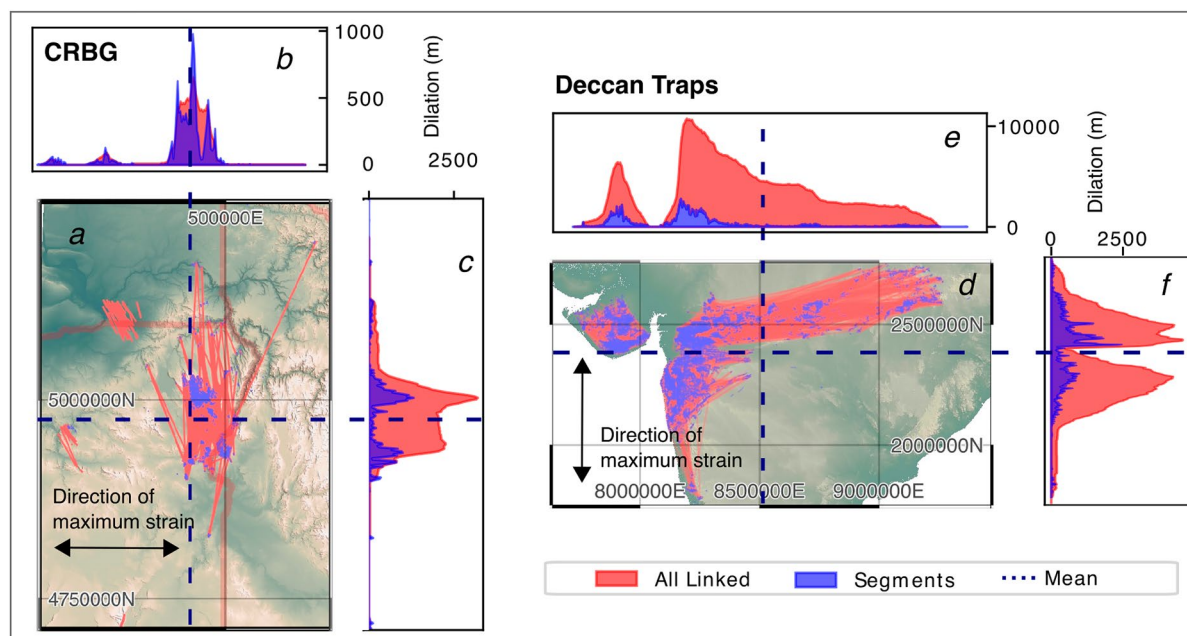 CRBG
b
1000
500
0
Dilation (m)
2500
a
500000E
5000000N
4750000N
Direction of
maximum strain
c
Deccan Traps
e
10000
0
Dilation (m)
0
2500
d
2500000N
2000000N
Direction of
maximum strain
8000000E
8500000E
9000000E
f
All Linked
Segments
Mean